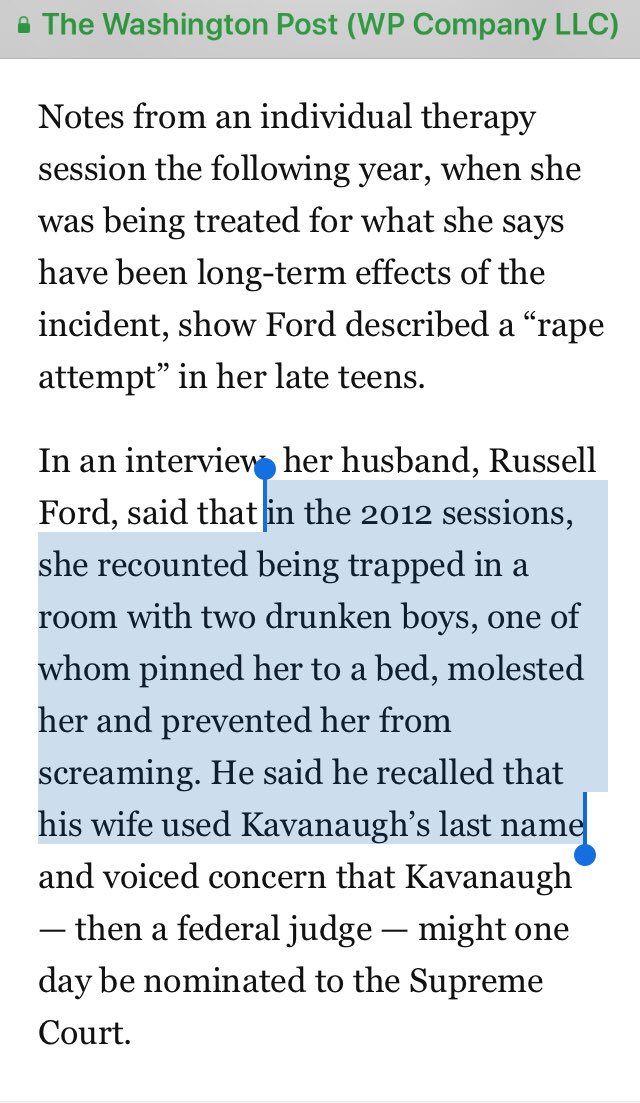 The Washington Post (WP Company LLC)
Notes from an individual therapy
session the following year, when she
was being treated for what she says
have been long-term effects of the
incident, show Ford described a “rape
attempt” in her late teens.
In an interview, her husband, Russell
Ford, said that in the 2012 sessions,
she recounted being trapped in a
room with two drunken boys, one of
whom pinned her to a bed, molested
her and prevented her from
screaming. He said he recalled that
his wife used Kavanaugh’s last name
and voiced concern that Kavanaugh
— then a federal judge — might one
day be nominated to the Supreme
Court.